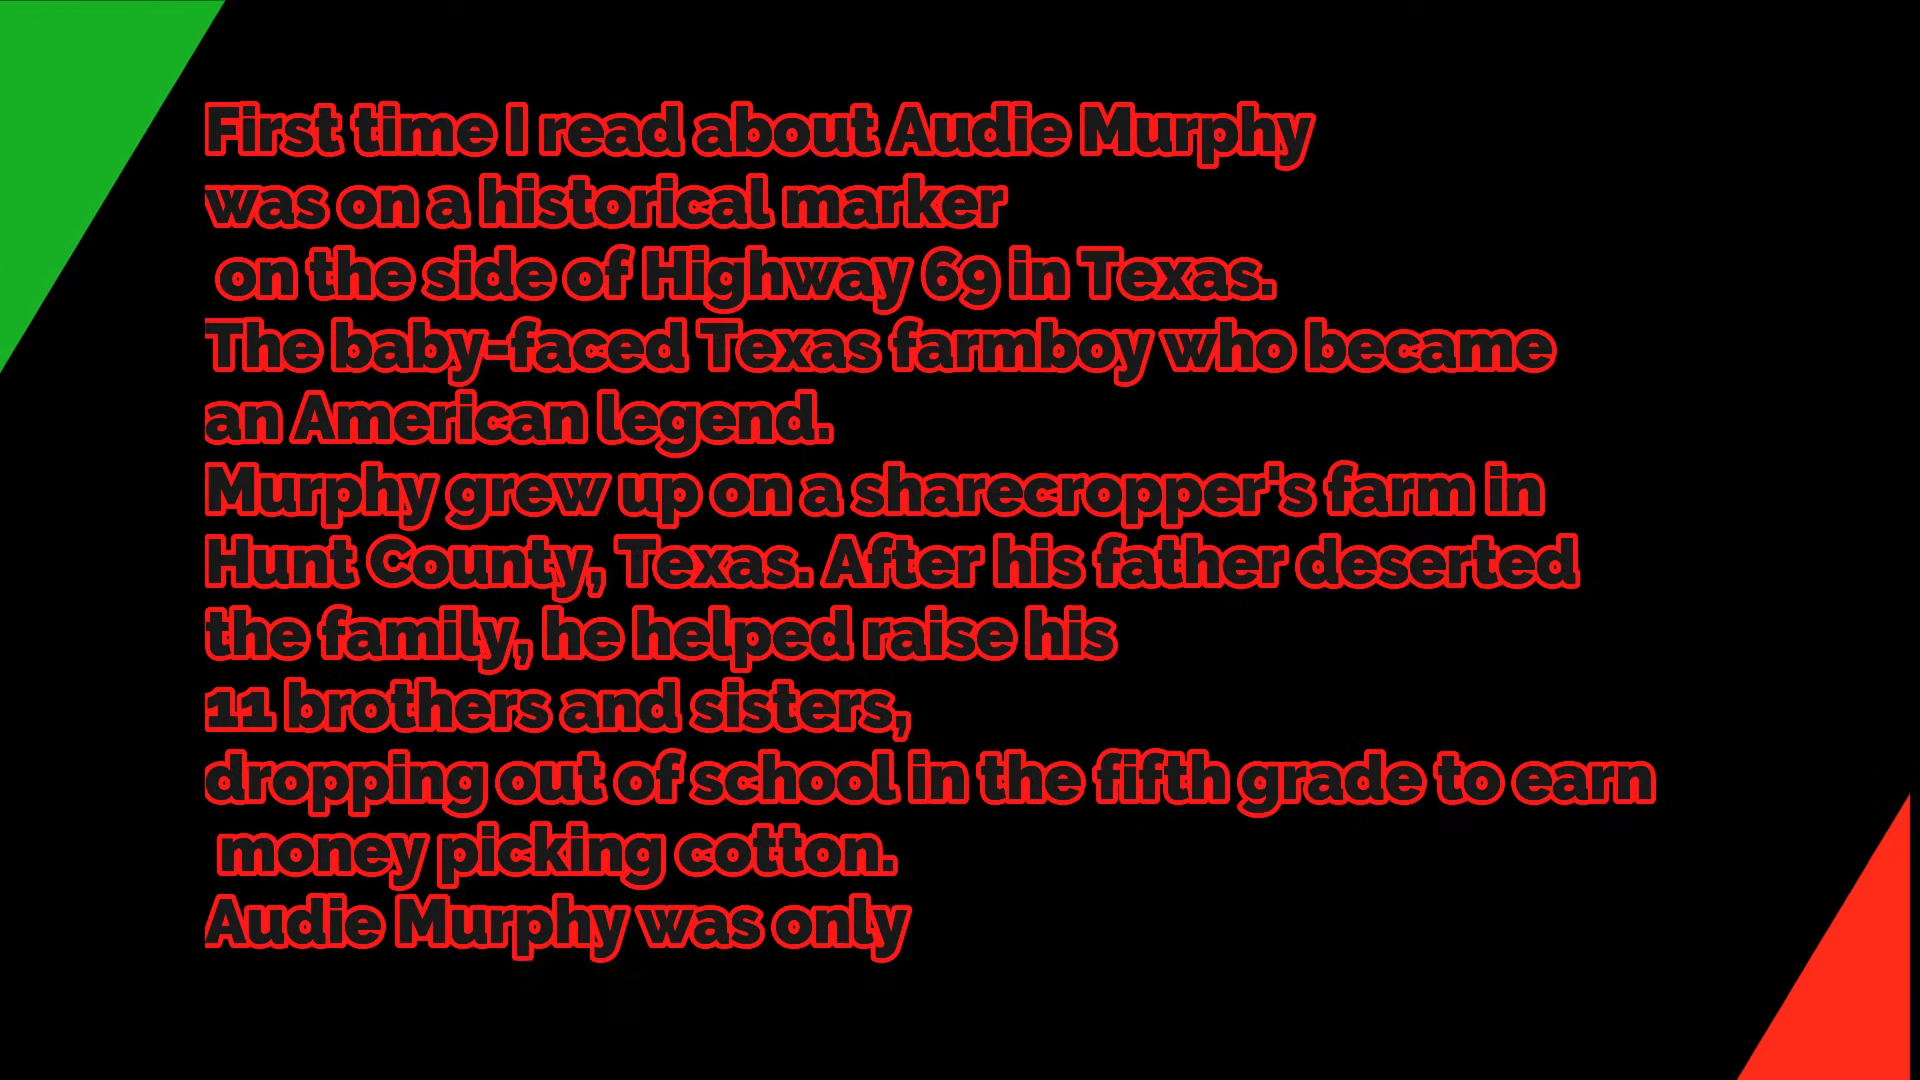 First time I read about Audie Murphy
was on a historical marker
on the side of Highway 69 in Texas.
The baby-faced Texas farmboy who became
an American legend.
Murphy grew up on a sharecropper's farm in
Hunt County, Texas. After his father deserted
the family, he helped raise his
11 brothers and sisters,
dropping out of school in the fifth grade to earn
money picking cotton.
Audie Murphy was only